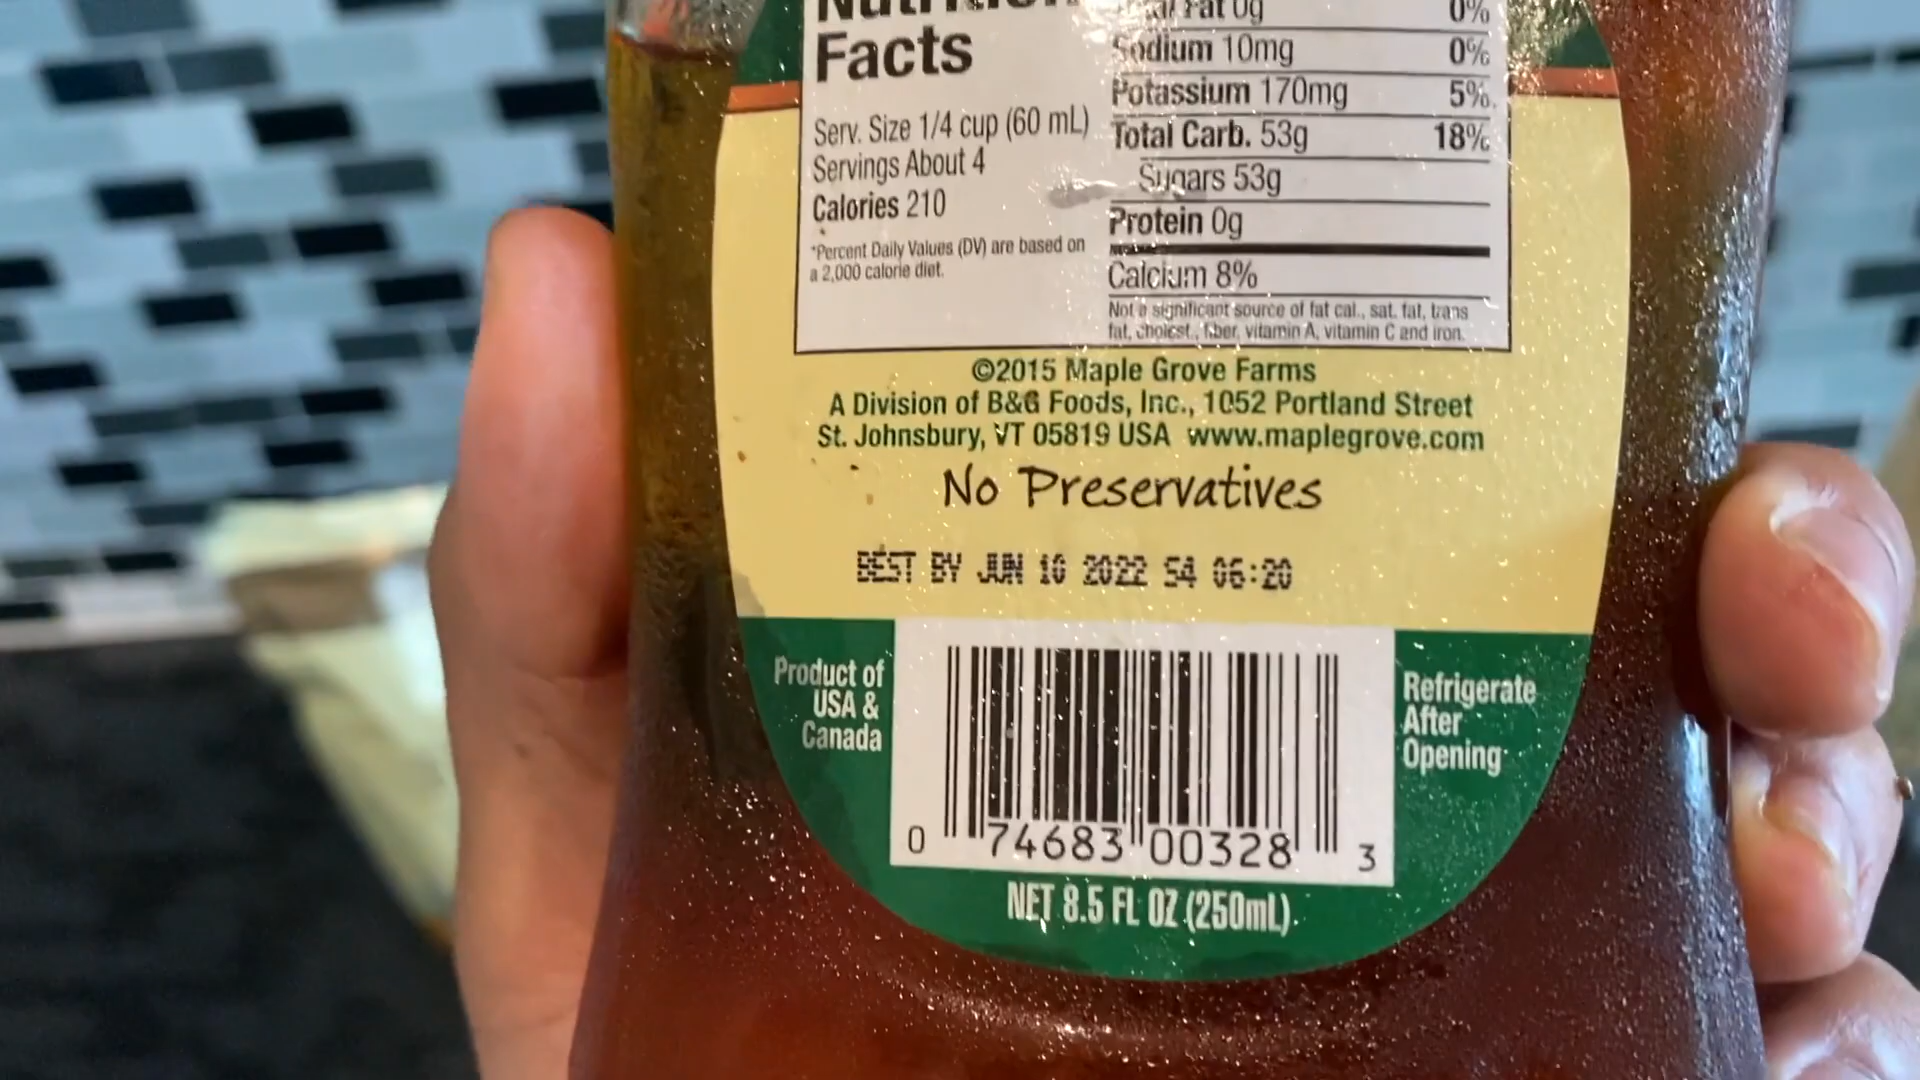 Nutrition
Facts
Serv. Size 1/4 cup (60 mL)
Servings About 4
Calories 210
*Percent Daily Values (DV) are based on
a 2,000 calorie diet.
Fat 0g 0%
Sodium 10mg 0%
Potassium 170mg 5%
Total Carb. 53g 18%
Sugars 53g
Protein 0g
Calcium 8%
Not a significant source of fat cal., sat. fat, trans
fat, cholest., fiber, vitamin A, vitamin C and iron.
©2015 Maple Grove Farms
A Division of B&G Foods, Inc., 1052 Portland Street
St. Johnsbury, VT 05819 USA www.maplegrove.com
No Preservatives
BEST BY JUN 10 2022 S4 06:20
Product of
USA &
Canada
Refrigerate
After
Opening
0 74683 00328 3
NET 8.5 FL OZ (250mL).